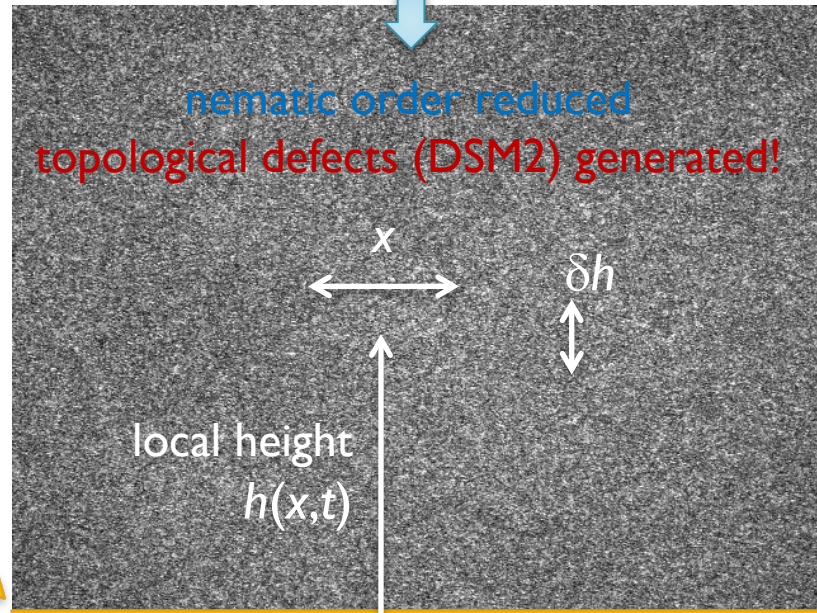 nematic order reduced
topological defects (DSM2) generated!
x
δh
local height
h(x,t)